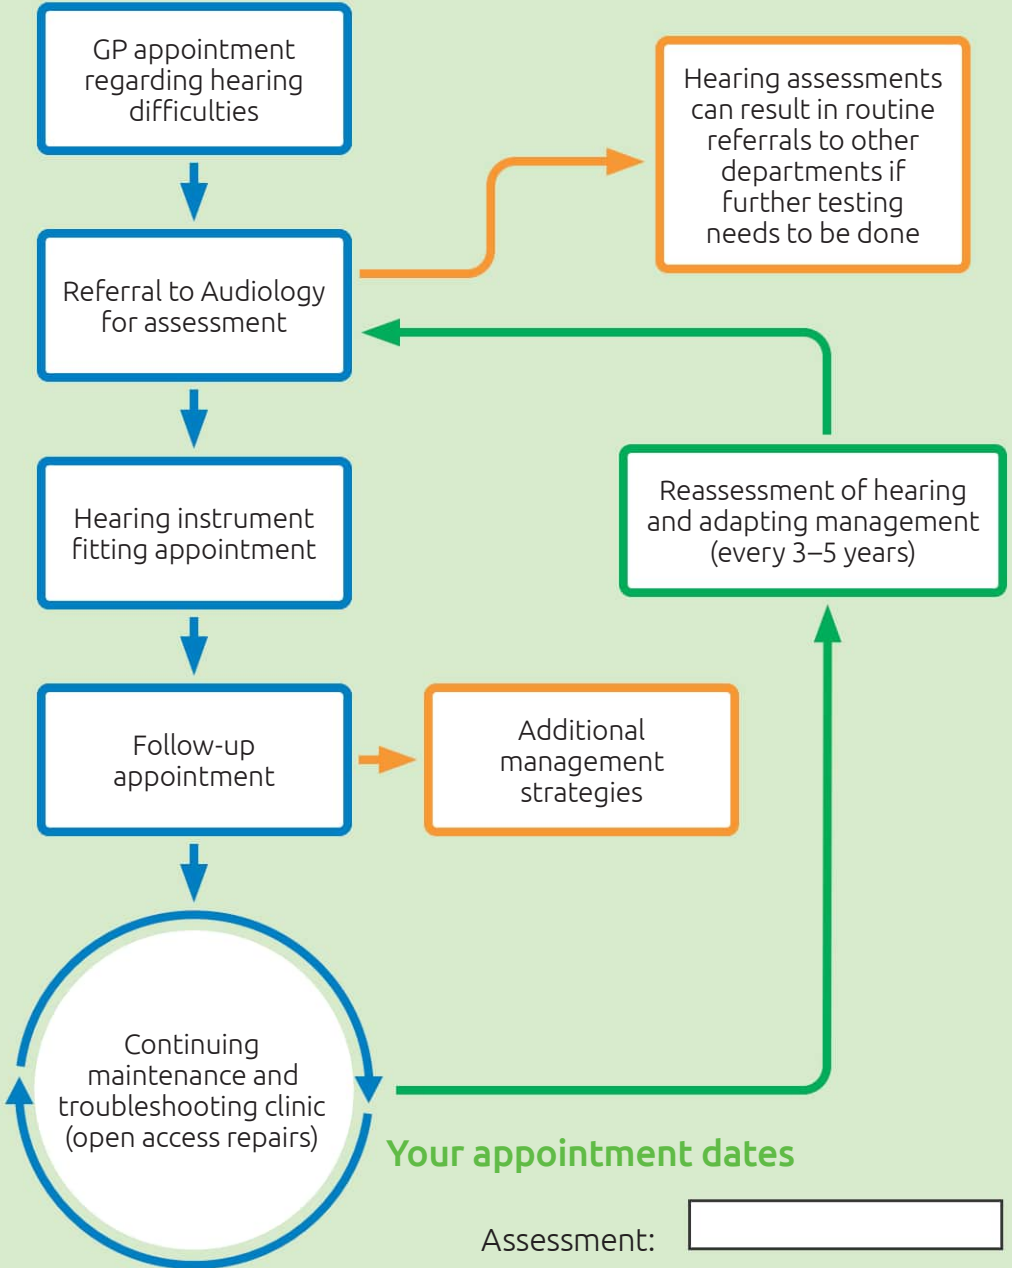 GP appointment
regarding hearing
difficulties
Hearing assessments
can result in routine
referrals to other
departments if
further testing
needs to be done
Referral to Audiology
for assessment
Hearing instrument
fitting appointment
Reassessment of hearing
and adapting management
(every 3–5 years)
Follow-up
appointment
Additional
management
strategies
Continuing
maintenance and
troubleshooting clinic
(open access repairs)
Your appointment dates
Assessment: